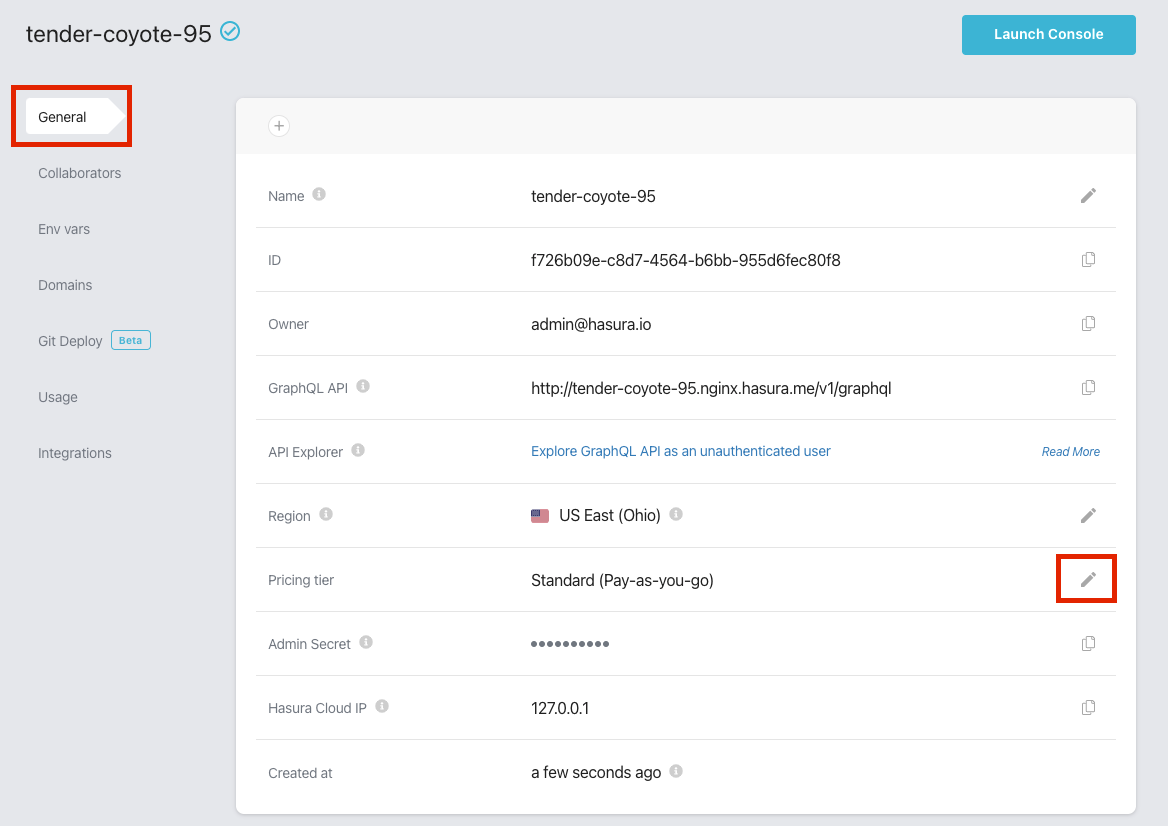 tender-coyote-95
Launch Console
General
Collaborators
Env vars
Domains
Git Deploy Beta
Usage
Integrations
Name tender-coyote-95
ID f726b09e-c8d7-4564-b6bb-955d6fec80f8
Owner admin@hasura.io
GraphQL API http://tender-coyote-95.nginx.hasura.me/v1/graphql
API Explorer Explore GraphQL API as an unauthenticated user Read More
Region US East (Ohio)
Pricing tier Standard (Pay-as-you-go)
Admin Secret ••••••••••
Hasura Cloud IP 127.0.0.1
Created at a few seconds ago